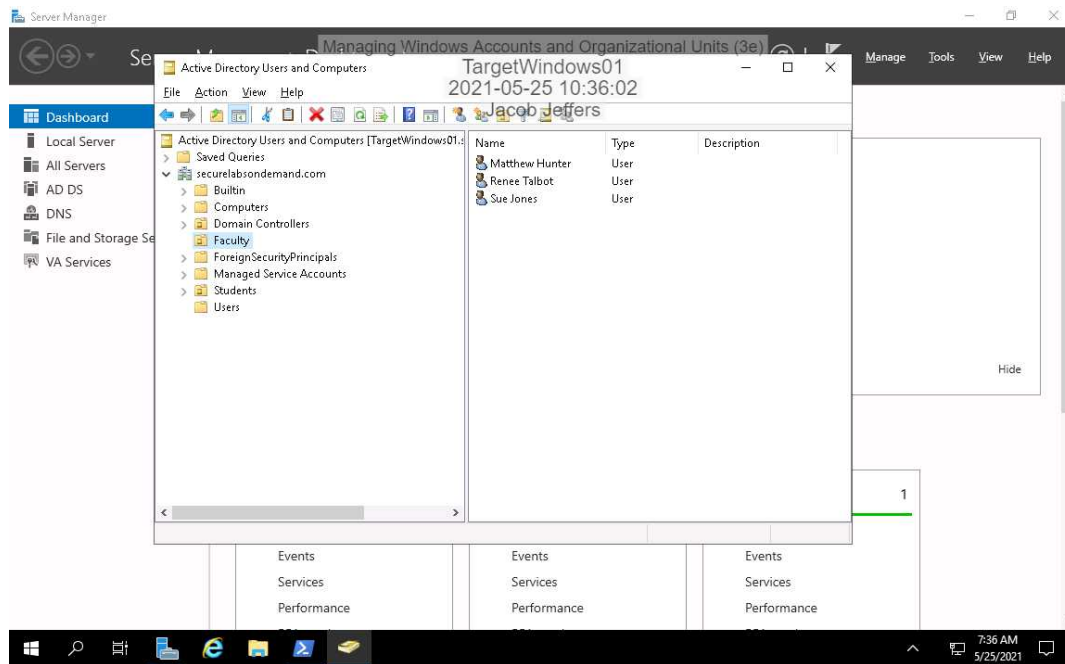 Server Manager
Managing Windows Accounts and Organizational Units (3e)
Manage Tools View Help
Active Directory Users and Computers
TargetWindows01
2021-05-25 10:36:02
Jacob Jeffers
File Action View Help
Dashboard
Local Server
All Servers
AD DS
DNS
File and Storage Se
VA Services
Active Directory Users and Computers [TargetWindows01.s
Saved Queries
securelabsondemand.com
Builtin
Computers
Domain Controllers
Faculty
ForeignSecurityPrincipals
Managed Service Accounts
Students
Users
Name Type Description
Matthew Hunter User
Renee Talbot User
Sue Jones User
Hide
1
Events Events Events
Services Services Services
Performance Performance Performance
7:36 AM
5/25/2021